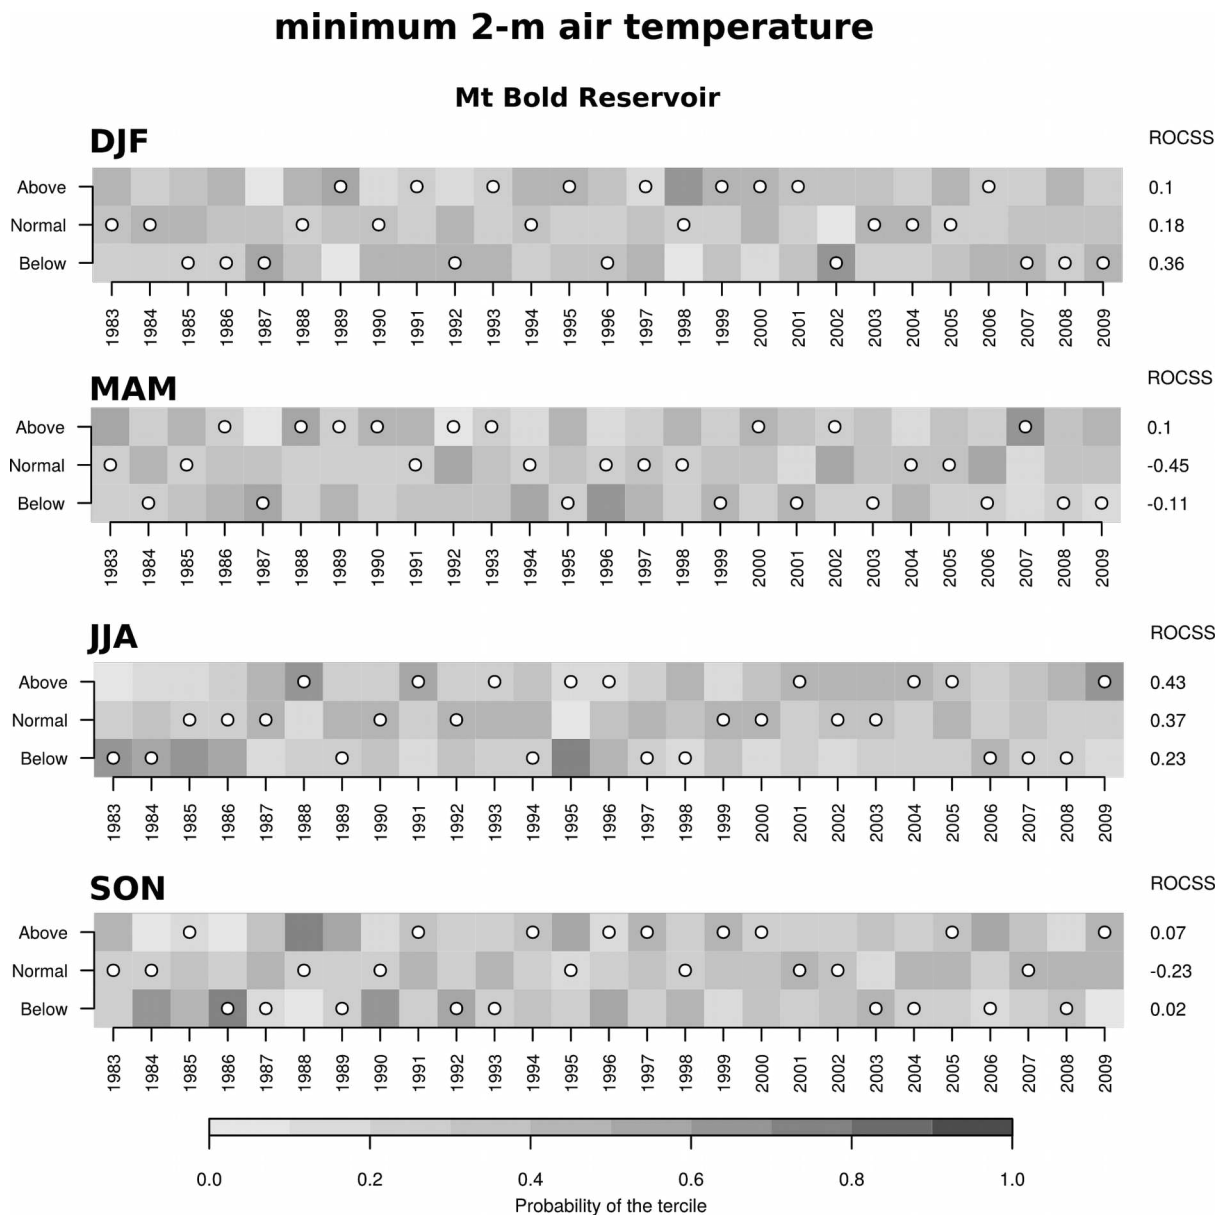 minimum 2-m air temperature
Mt Bold Reservoir
DJF
ROCSS
Above 0.1
Normal 0.18
Below 0.36
1983 1984 1985 1986 1987 1988 1989 1990 1991 1992 1993 1994 1995 1996 1997 1998 1999 2000 2001 2002 2003 2004 2005 2006 2007 2008 2009
MAM
ROCSS
Above 0.1
Normal -0.45
Below -0.11
1983 1984 1985 1986 1987 1988 1989 1990 1991 1992 1993 1994 1995 1996 1997 1998 1999 2000 2001 2002 2003 2004 2005 2006 2007 2008 2009
JJA
ROCSS
Above 0.43
Normal 0.37
Below 0.23
1983 1984 1985 1986 1987 1988 1989 1990 1991 1992 1993 1994 1995 1996 1997 1998 1999 2000 2001 2002 2003 2004 2005 2006 2007 2008 2009
SON
ROCSS
Above 0.07
Normal -0.23
Below 0.02
1983 1984 1985 1986 1987 1988 1989 1990 1991 1992 1993 1994 1995 1996 1997 1998 1999 2000 2001 2002 2003 2004 2005 2006 2007 2008 2009
0.0 0.2 0.4 0.6 0.8 1.0
Probability of the tercile